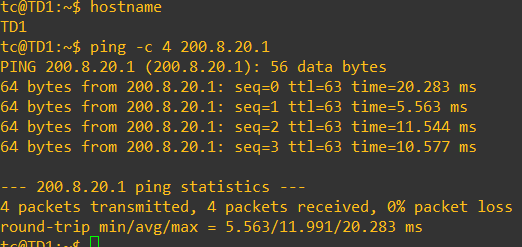 tc@TD1:~$ hostname
TD1
tc@TD1:~$ ping -c 4 200.8.20.1
PING 200.8.20.1 (200.8.20.1): 56 data bytes
64 bytes from 200.8.20.1: seq=0 ttl=63 time=20.283 ms
64 bytes from 200.8.20.1: seq=1 ttl=63 time=5.563 ms
64 bytes from 200.8.20.1: seq=2 ttl=63 time=11.544 ms
64 bytes from 200.8.20.1: seq=3 ttl=63 time=10.577 ms

--- 200.8.20.1 ping statistics ---
4 packets transmitted, 4 packets received, 0% packet loss
round-trip min/avg/max = 5.563/11.991/20.283 ms
tc@TD1:~$